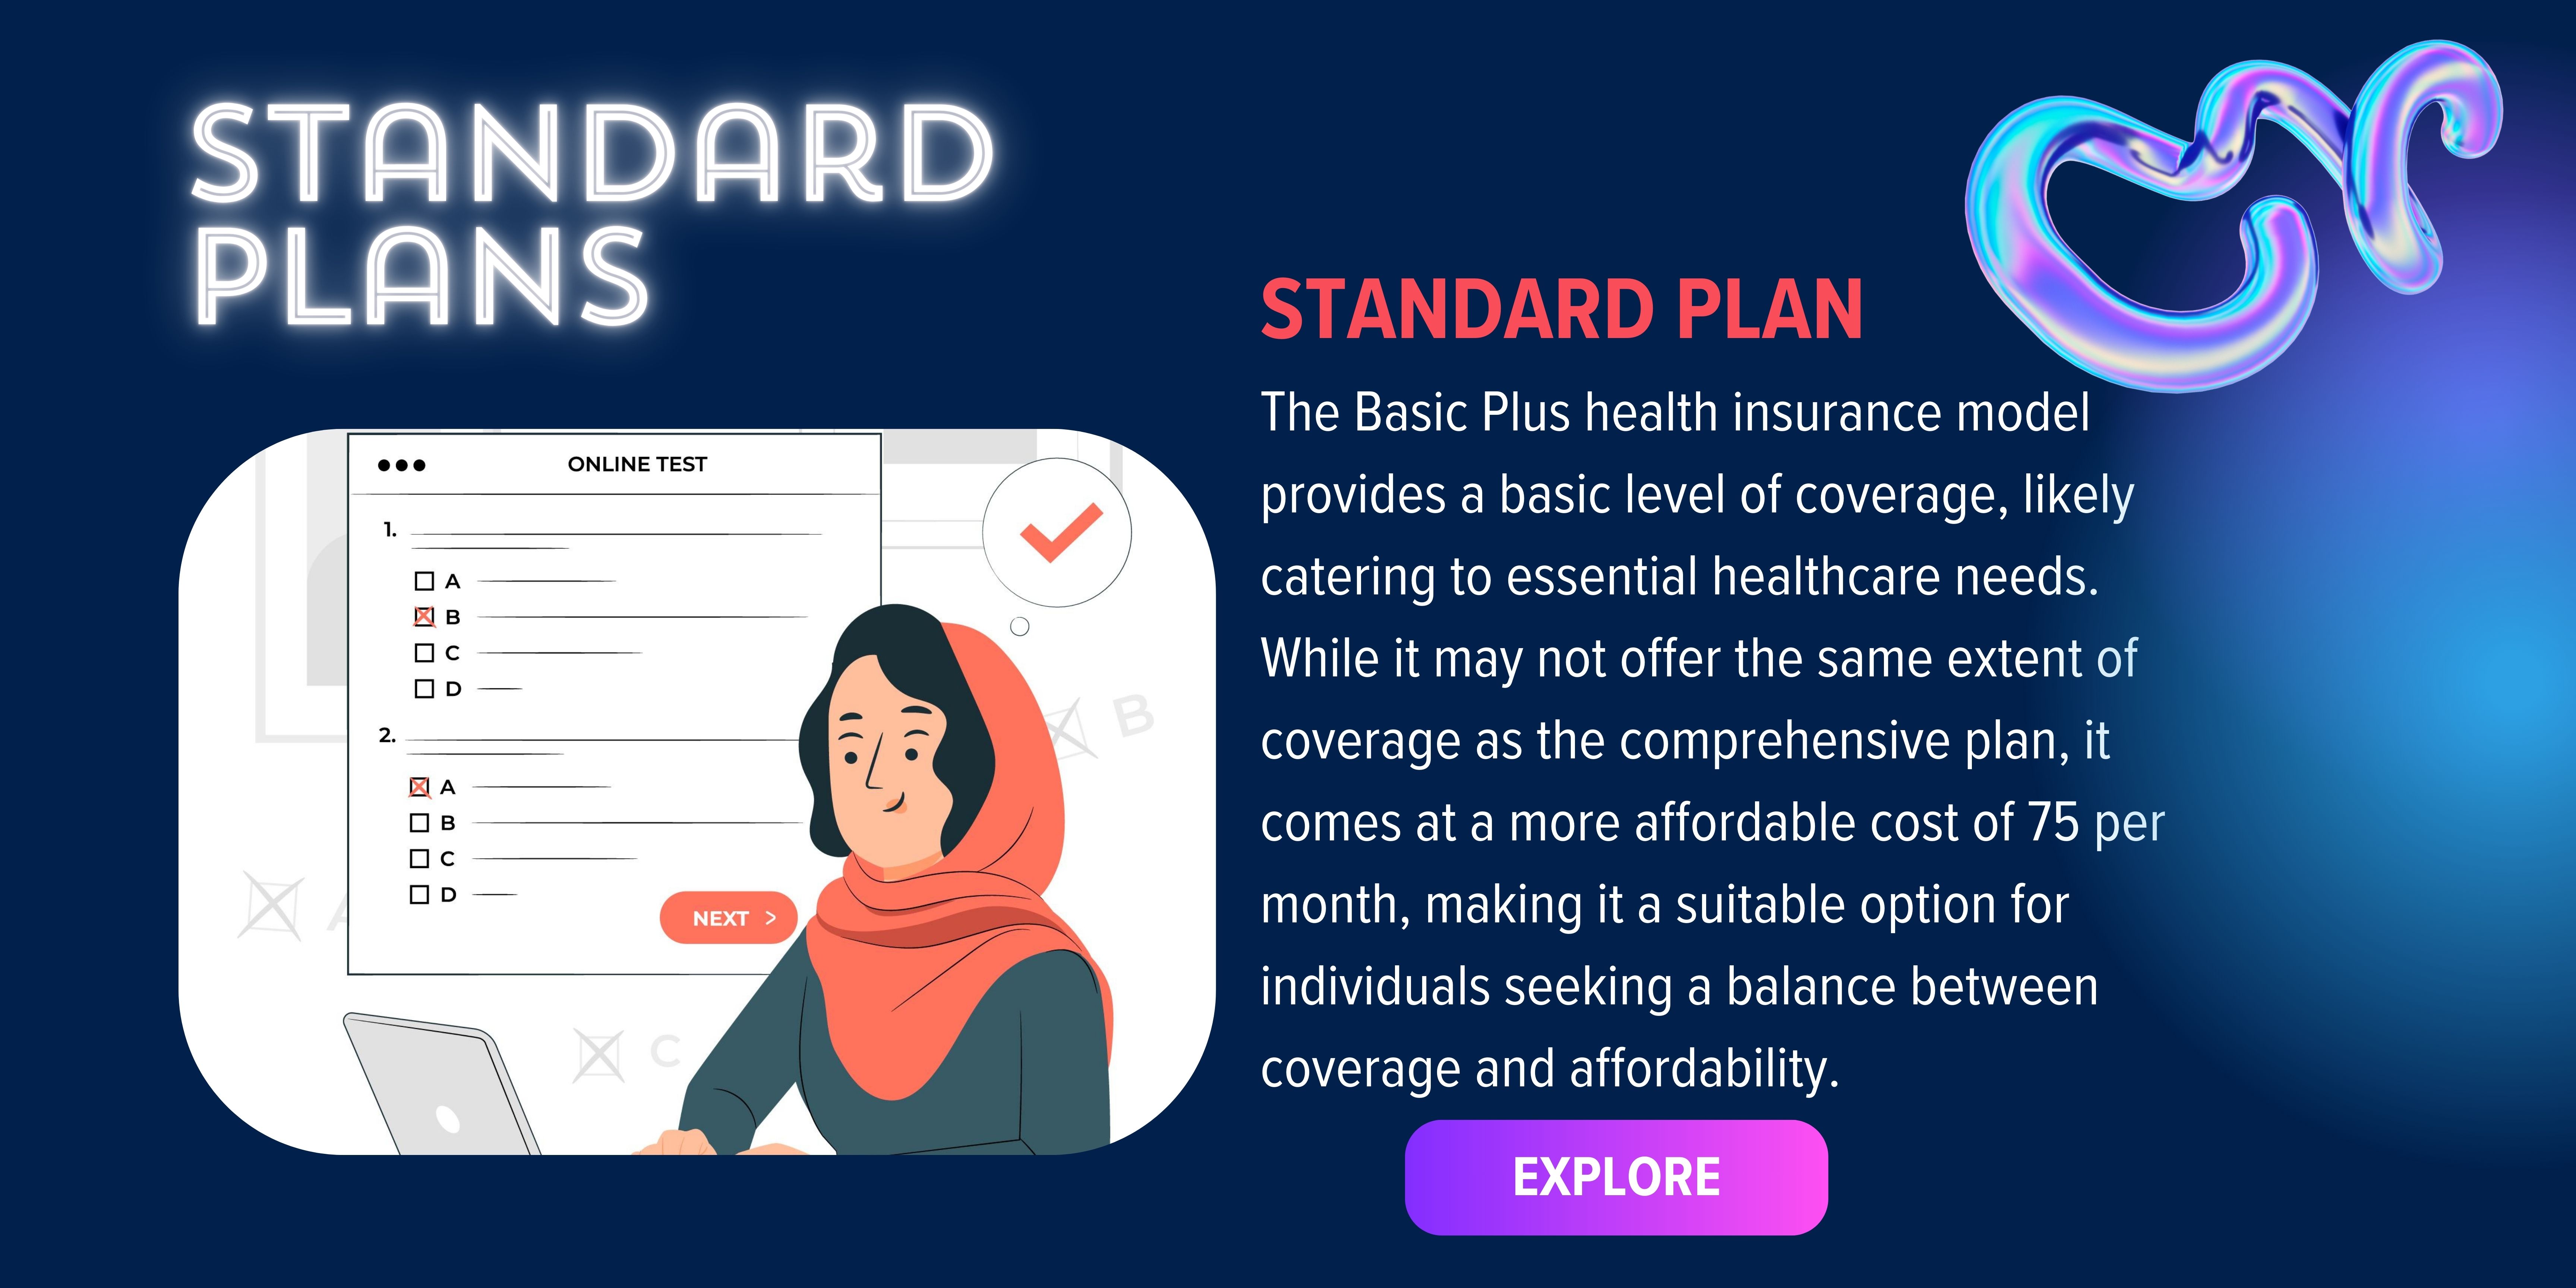 STANDARD
PLANS
ONLINE TEST
1.
A
B
C
D
2.
A
B
C
D
NEXT >
B
A
C
STANDARD PLAN
The Basic Plus health insurance model
provides a basic level of coverage, likely
catering to essential healthcare needs.
While it may not offer the same extent of
coverage as the comprehensive plan, it
comes at a more affordable cost of 75 per
month, making it a suitable option for
individuals seeking a balance between
coverage and affordability.
EXPLORE